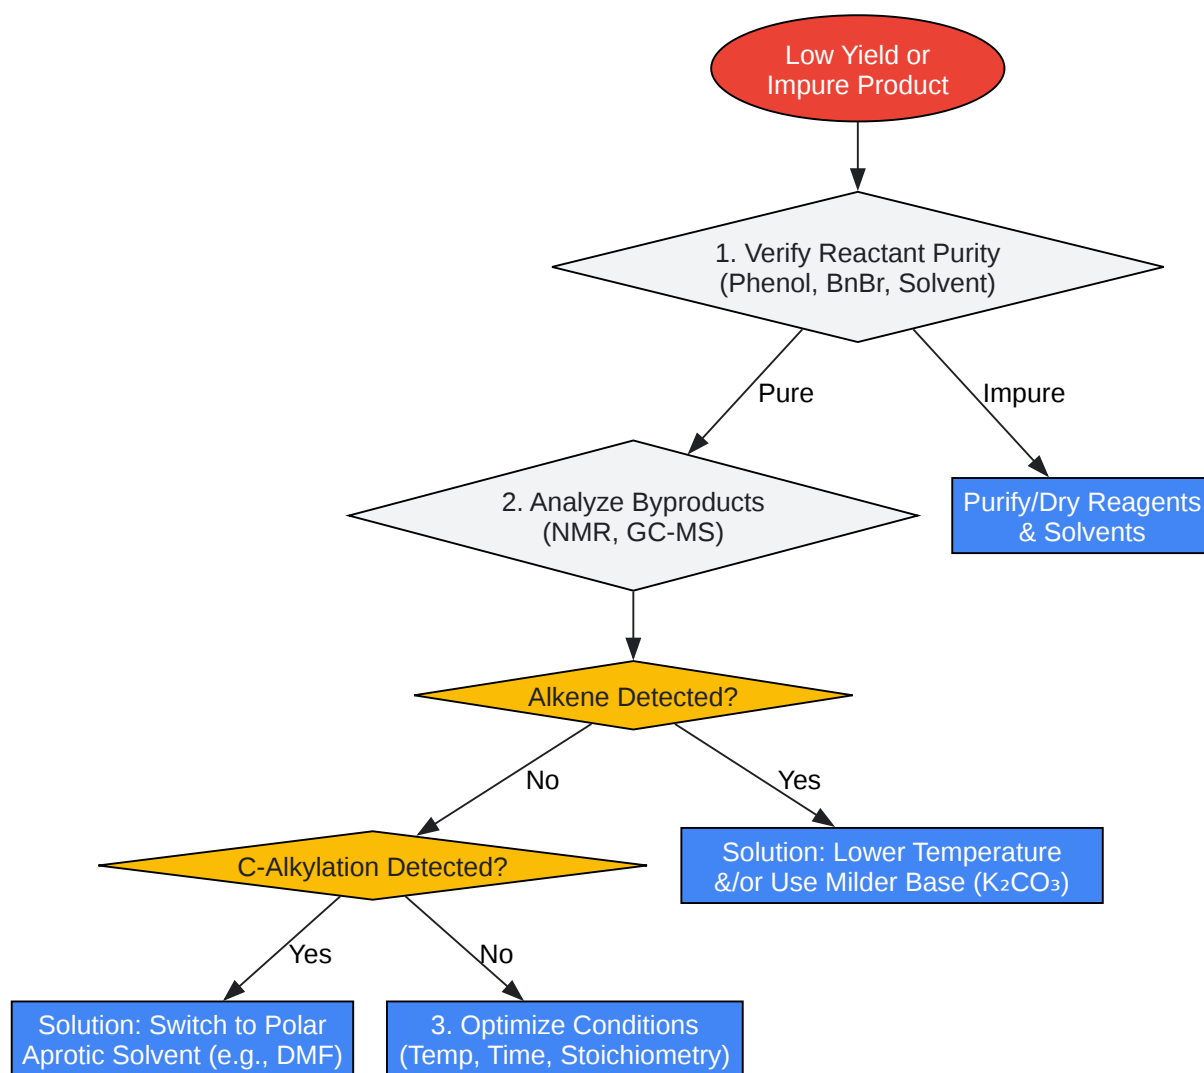 Low Yield or
Impure Product
1. Verify Reactant Purity
(Phenol, BnBr, Solvent)
Pure
Impure
2. Analyze Byproducts
(NMR, GC-MS)
Purify/Dry Reagents
& Solvents
Alkene Detected?
No
Yes
C-Alkylation Detected?
Solution: Lower Temperature
&/or Use Milder Base (K₂CO₃)
Yes
No
Solution: Switch to Polar
Aprotic Solvent (e.g., DMF)
3. Optimize Conditions
(Temp, Time, Stoichiometry)